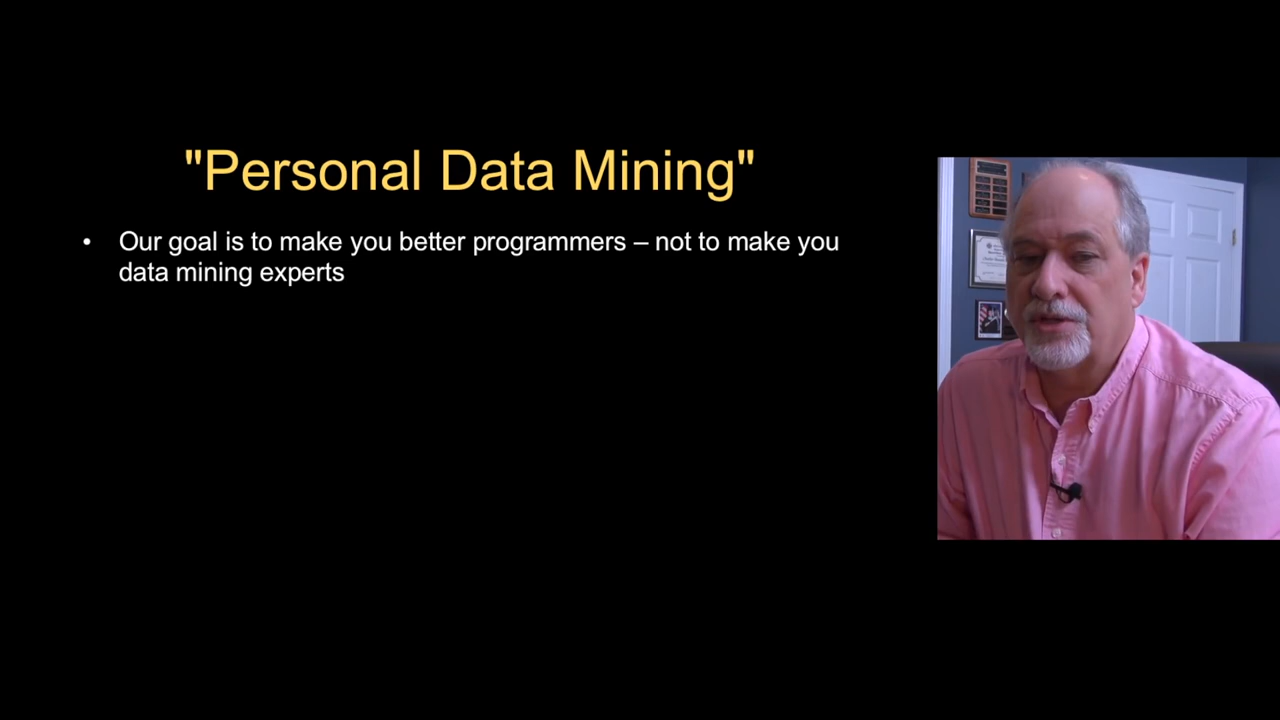 "Personal Data Mining"
• Our goal is to make you better programmers – not to make you
data mining experts